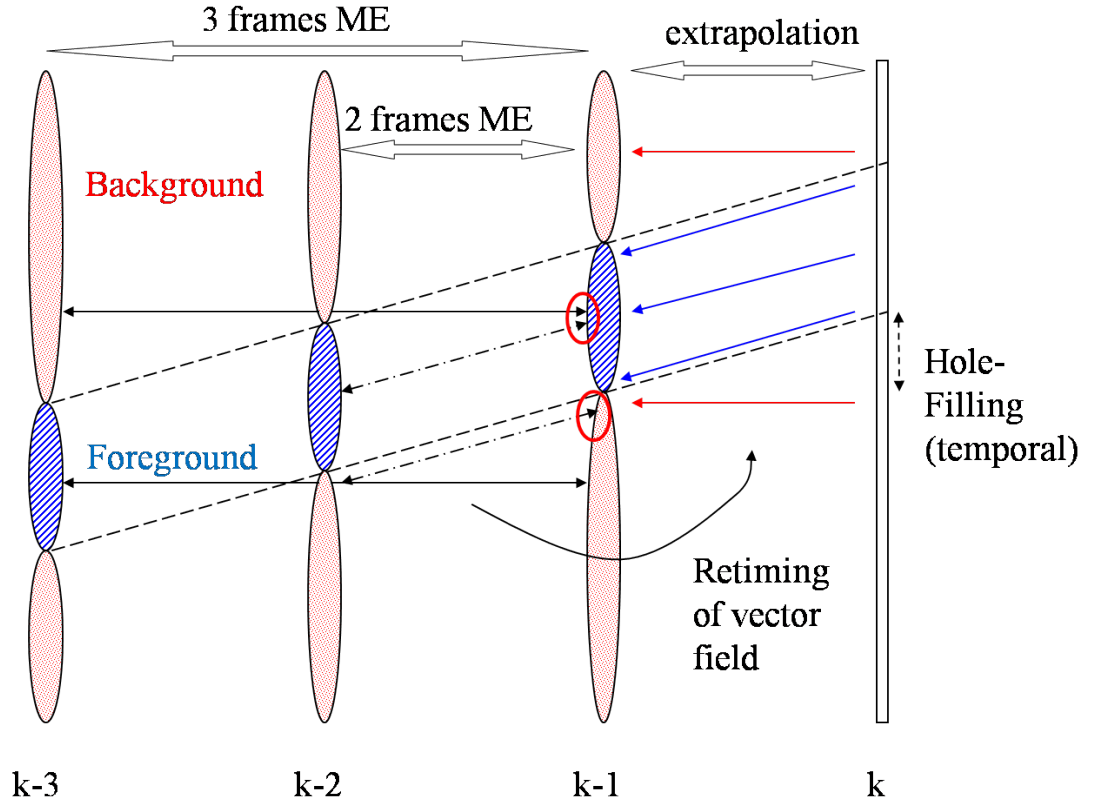 3 frames ME
extrapolation
2 frames ME
Background
Hole-
Filling
(temporal)
Foreground
Retiming
of vector
field
k-3
k-2
k-1
k